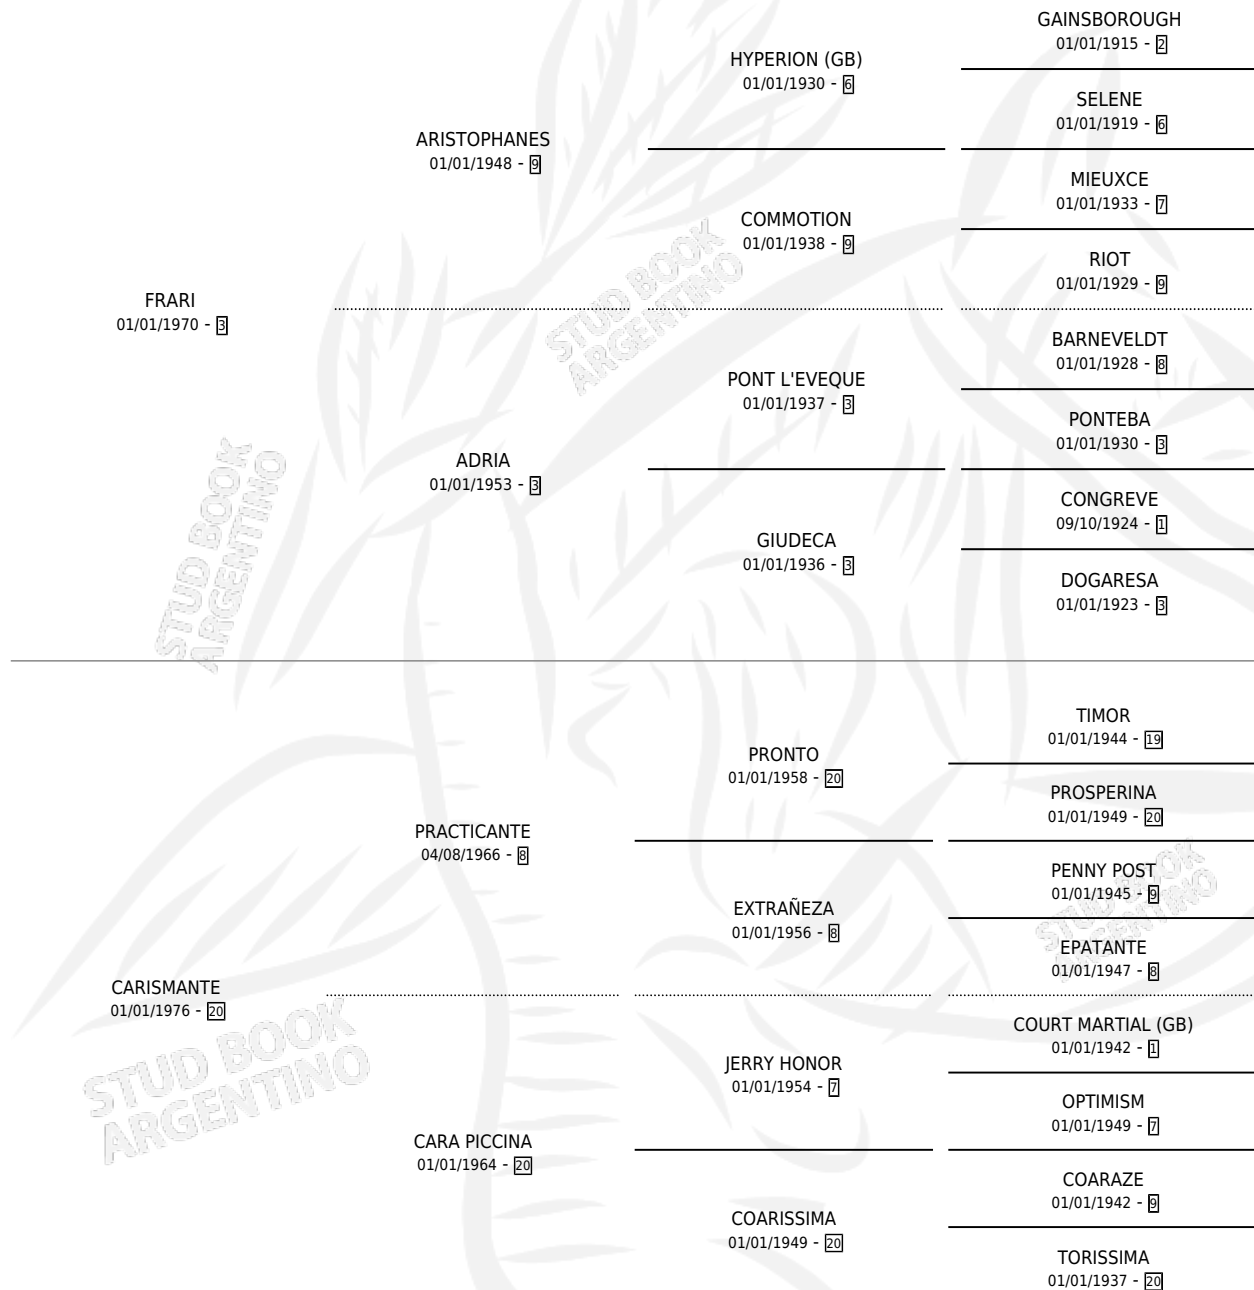 GAINSBOROUGH
01/01/1915 - 2
HYPERION (GB)
01/01/1930 - 6
SELENE
01/01/1919 - 6
ARISTOPHANES
01/01/1948 - 9
MIEUXCE
01/01/1933 - 7
COMMOTION
01/01/1938 - 9
RIOT
01/01/1929 - 9
FRARI
01/01/1970 - 3
BARNEVELDT
01/01/1928 - 8
PONT L'EVEQUE
01/01/1937 - 3
PONTEBA
01/01/1930 - 3
ADRIA
01/01/1953 - 3
CONGREVE
09/10/1924 - 1
GIUDECA
01/01/1936 - 3
DOGARESA
01/01/1923 - 3
TIMOR
01/01/1944 - 19
PRONTO
01/01/1958 - 20
PROSPERINA
01/01/1949 - 20
PRACTICANTE
04/08/1966 - 8
PENNY POST
01/01/1945 - 9
EXTRAÑEZA
01/01/1956 - 8
EPATANTE
01/01/1947 - 8
CARISMANTE
01/01/1976 - 20
COURT MARTIAL (GB)
01/01/1942 - 1
JERRY HONOR
01/01/1954 - 7
OPTIMISM
01/01/1949 - 7
CARA PICCINA
01/01/1964 - 20
COARAZE
01/01/1942 - 9
COARISSIMA
01/01/1949 - 20
TORISSIMA
01/01/1937 - 20
STUD BOOK
ARGENTINO
STUD BOOK
ARGENTINO
STUD BOOK
ARGENTINO
STUD BOOK
ARGENTINO